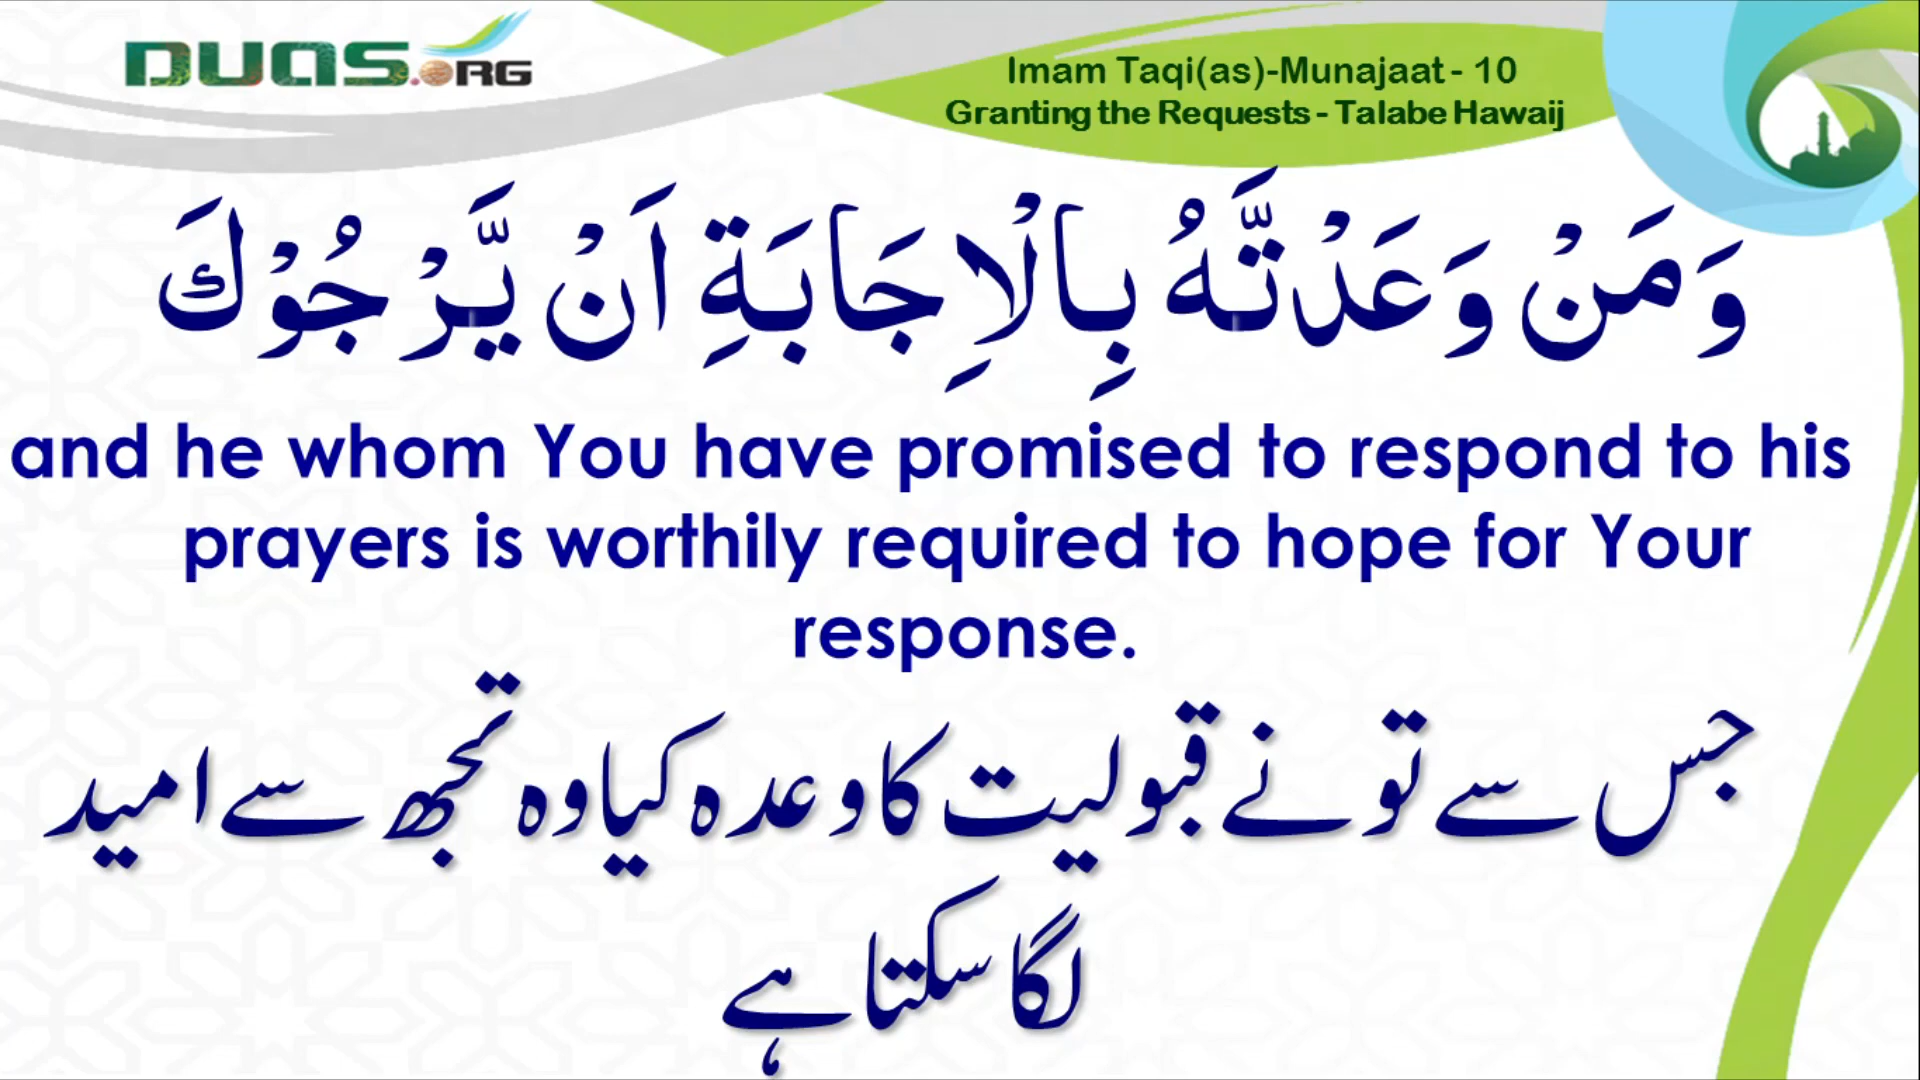 DUAS.ORG
Imam Taqi(as)-Munajaat - 10
Granting the Requests - Talabe Hawaij
وَمَنْ وَعَدْتَّهُ بِالْاِجَابَةِ اَنْ يَّرْجُوْكَ
and he whom You have promised to respond to his
prayers is worthily required to hope for Your
response.
جس سے تو نے قبولیت کا وعدہ کیا وہ تجھ سے امید
لگا سکتا ہے